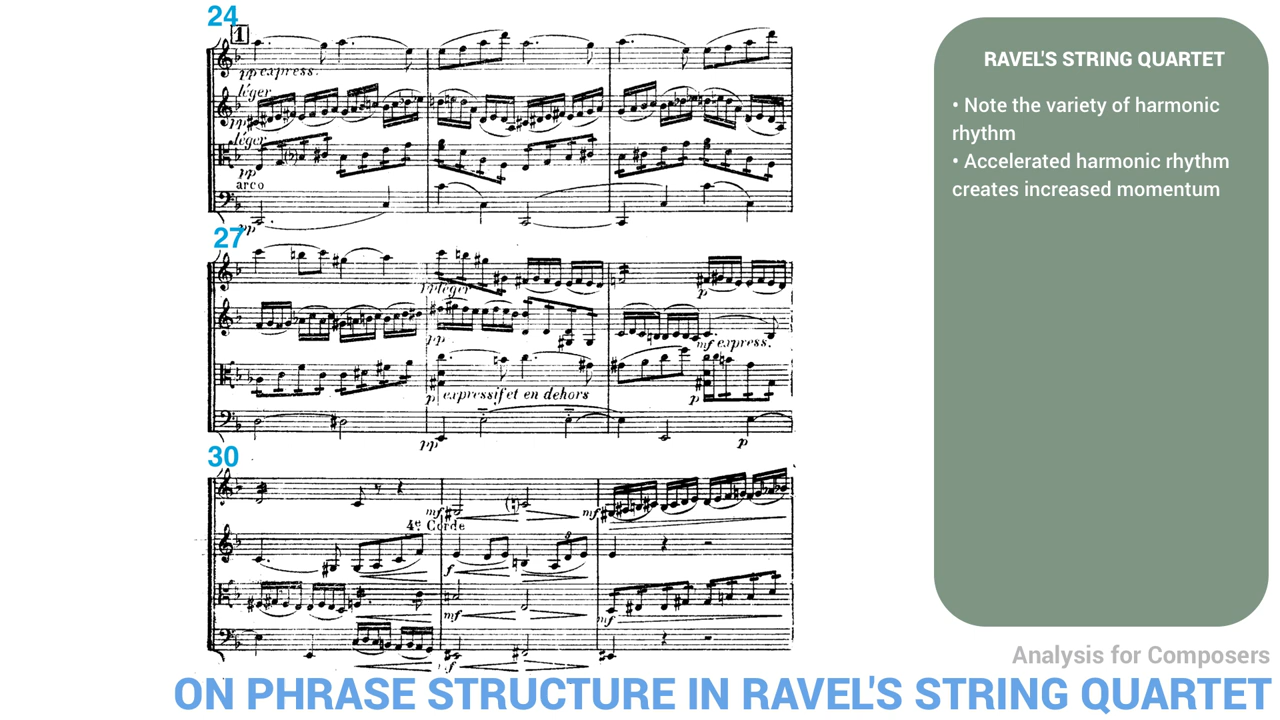 24
1
pp express.
léger
pp
léger
pp
arco
pp
27
pp léger
pp
mf express.
p
p expressif et en dehors
p
pp
p
30
mf
mf
4e Corde
f
mf
mf
f
RAVEL'S STRING QUARTET
• Note the variety of harmonic
rhythm
• Accelerated harmonic rhythm
creates increased momentum
Analysis for Composers
ON PHRASE STRUCTURE IN RAVEL'S STRING QUARTET